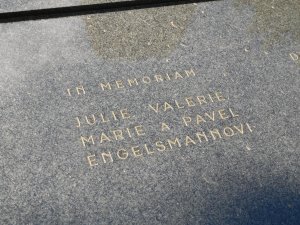 IN MEMORIAM
JULIE, VALERIE,
MARIE A PAVEL
ENGELSMANNOVI